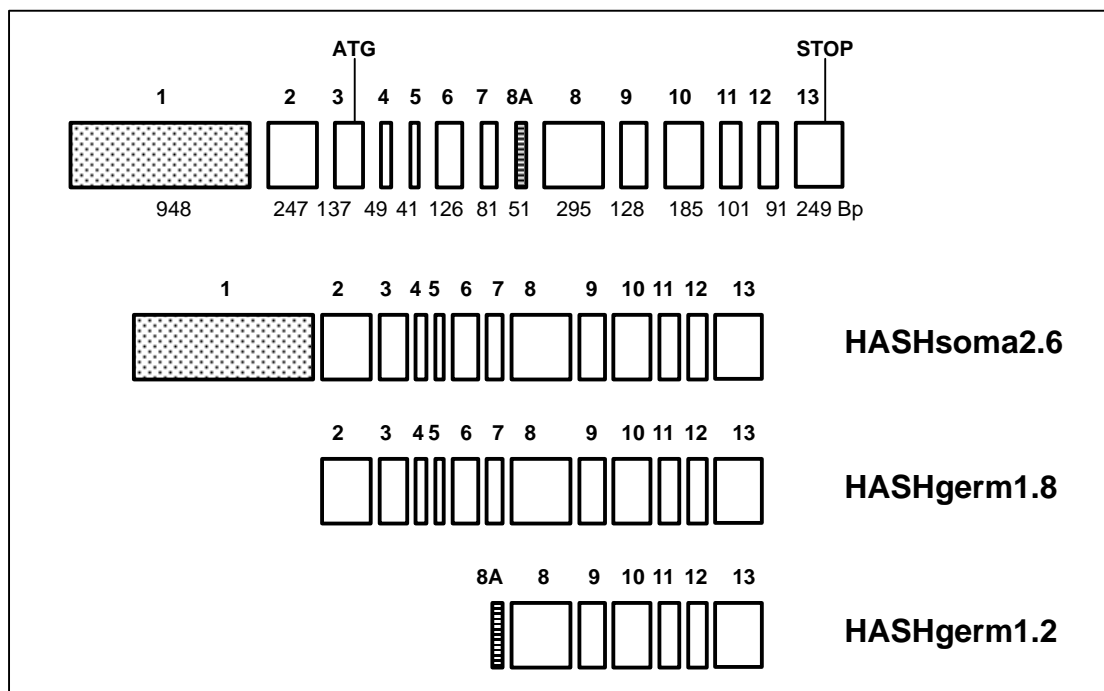 ATG STOP
1 2 3 4 5 6 7 8A 8 9 10 11 12 13
948 247 137 49 41 126 81 51 295 128 185 101 91 249 Bp
1 2 3 4 5 6 7 8 9 10 11 12 13
HASHsoma2.6
2 3 4 5 6 7 8 9 10 11 12 13
HASHgerm1.8
8A 8 9 10 11 12 13
HASHgerm1.2